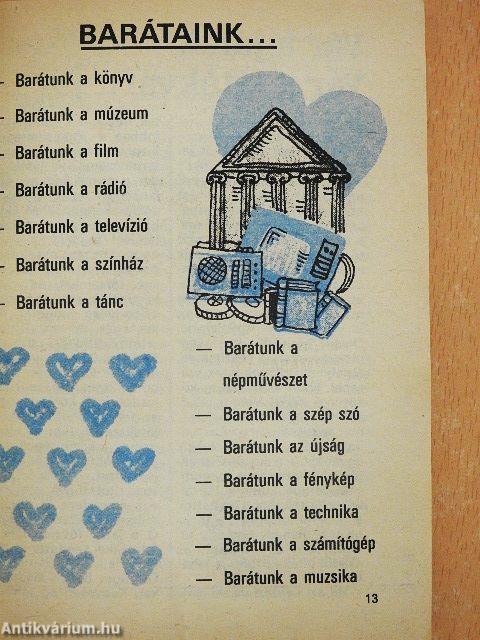 BARÁTAINK...
– Barátunk a könyv
– Barátunk a múzeum
– Barátunk a film
– Barátunk a rádió
– Barátunk a televízió
– Barátunk a színház
– Barátunk a tánc
— Barátunk a
népművészet
— Barátunk a szép szó
— Barátunk az újság
— Barátunk a fénykép
— Barátunk a technika
— Barátunk a számítógép
— Barátunk a muzsika
13
Antikvárium.hu